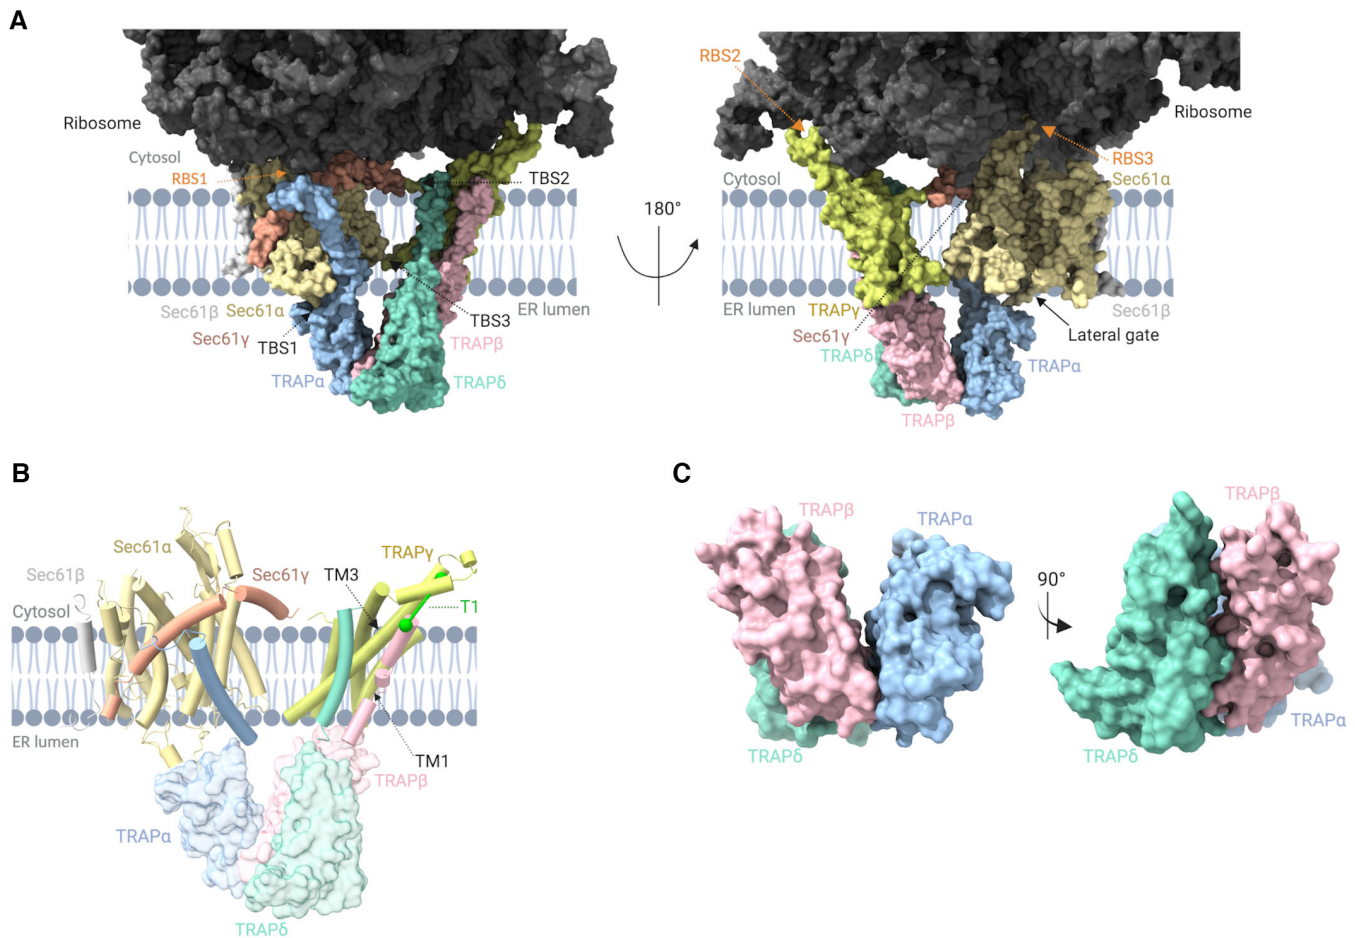 A
Ribosome
Cytosol
RBS1
TBS2
Sec61β
Sec61α
ER lumen
Sec61γ
TBS1
TBS3
TRAPβ
TRAPα
TRAPδ
180°
RBS2
Ribosome
Cytosol
RBS3
Sec61α
ER lumen
TRAPγ
Sec61β
Sec61γ
Lateral gate
TRAPδ
TRAPα
TRAPβ
B
Sec61α
TRAPγ
Sec61β
Sec61γ
TM3
Cytosol
T1
ER lumen
TM1
TRAPβ
TRAPα
TRAPδ
C
TRAPβ
TRAPα
TRAPδ
90°
TRAPβ
TRAPα
TRAPδ